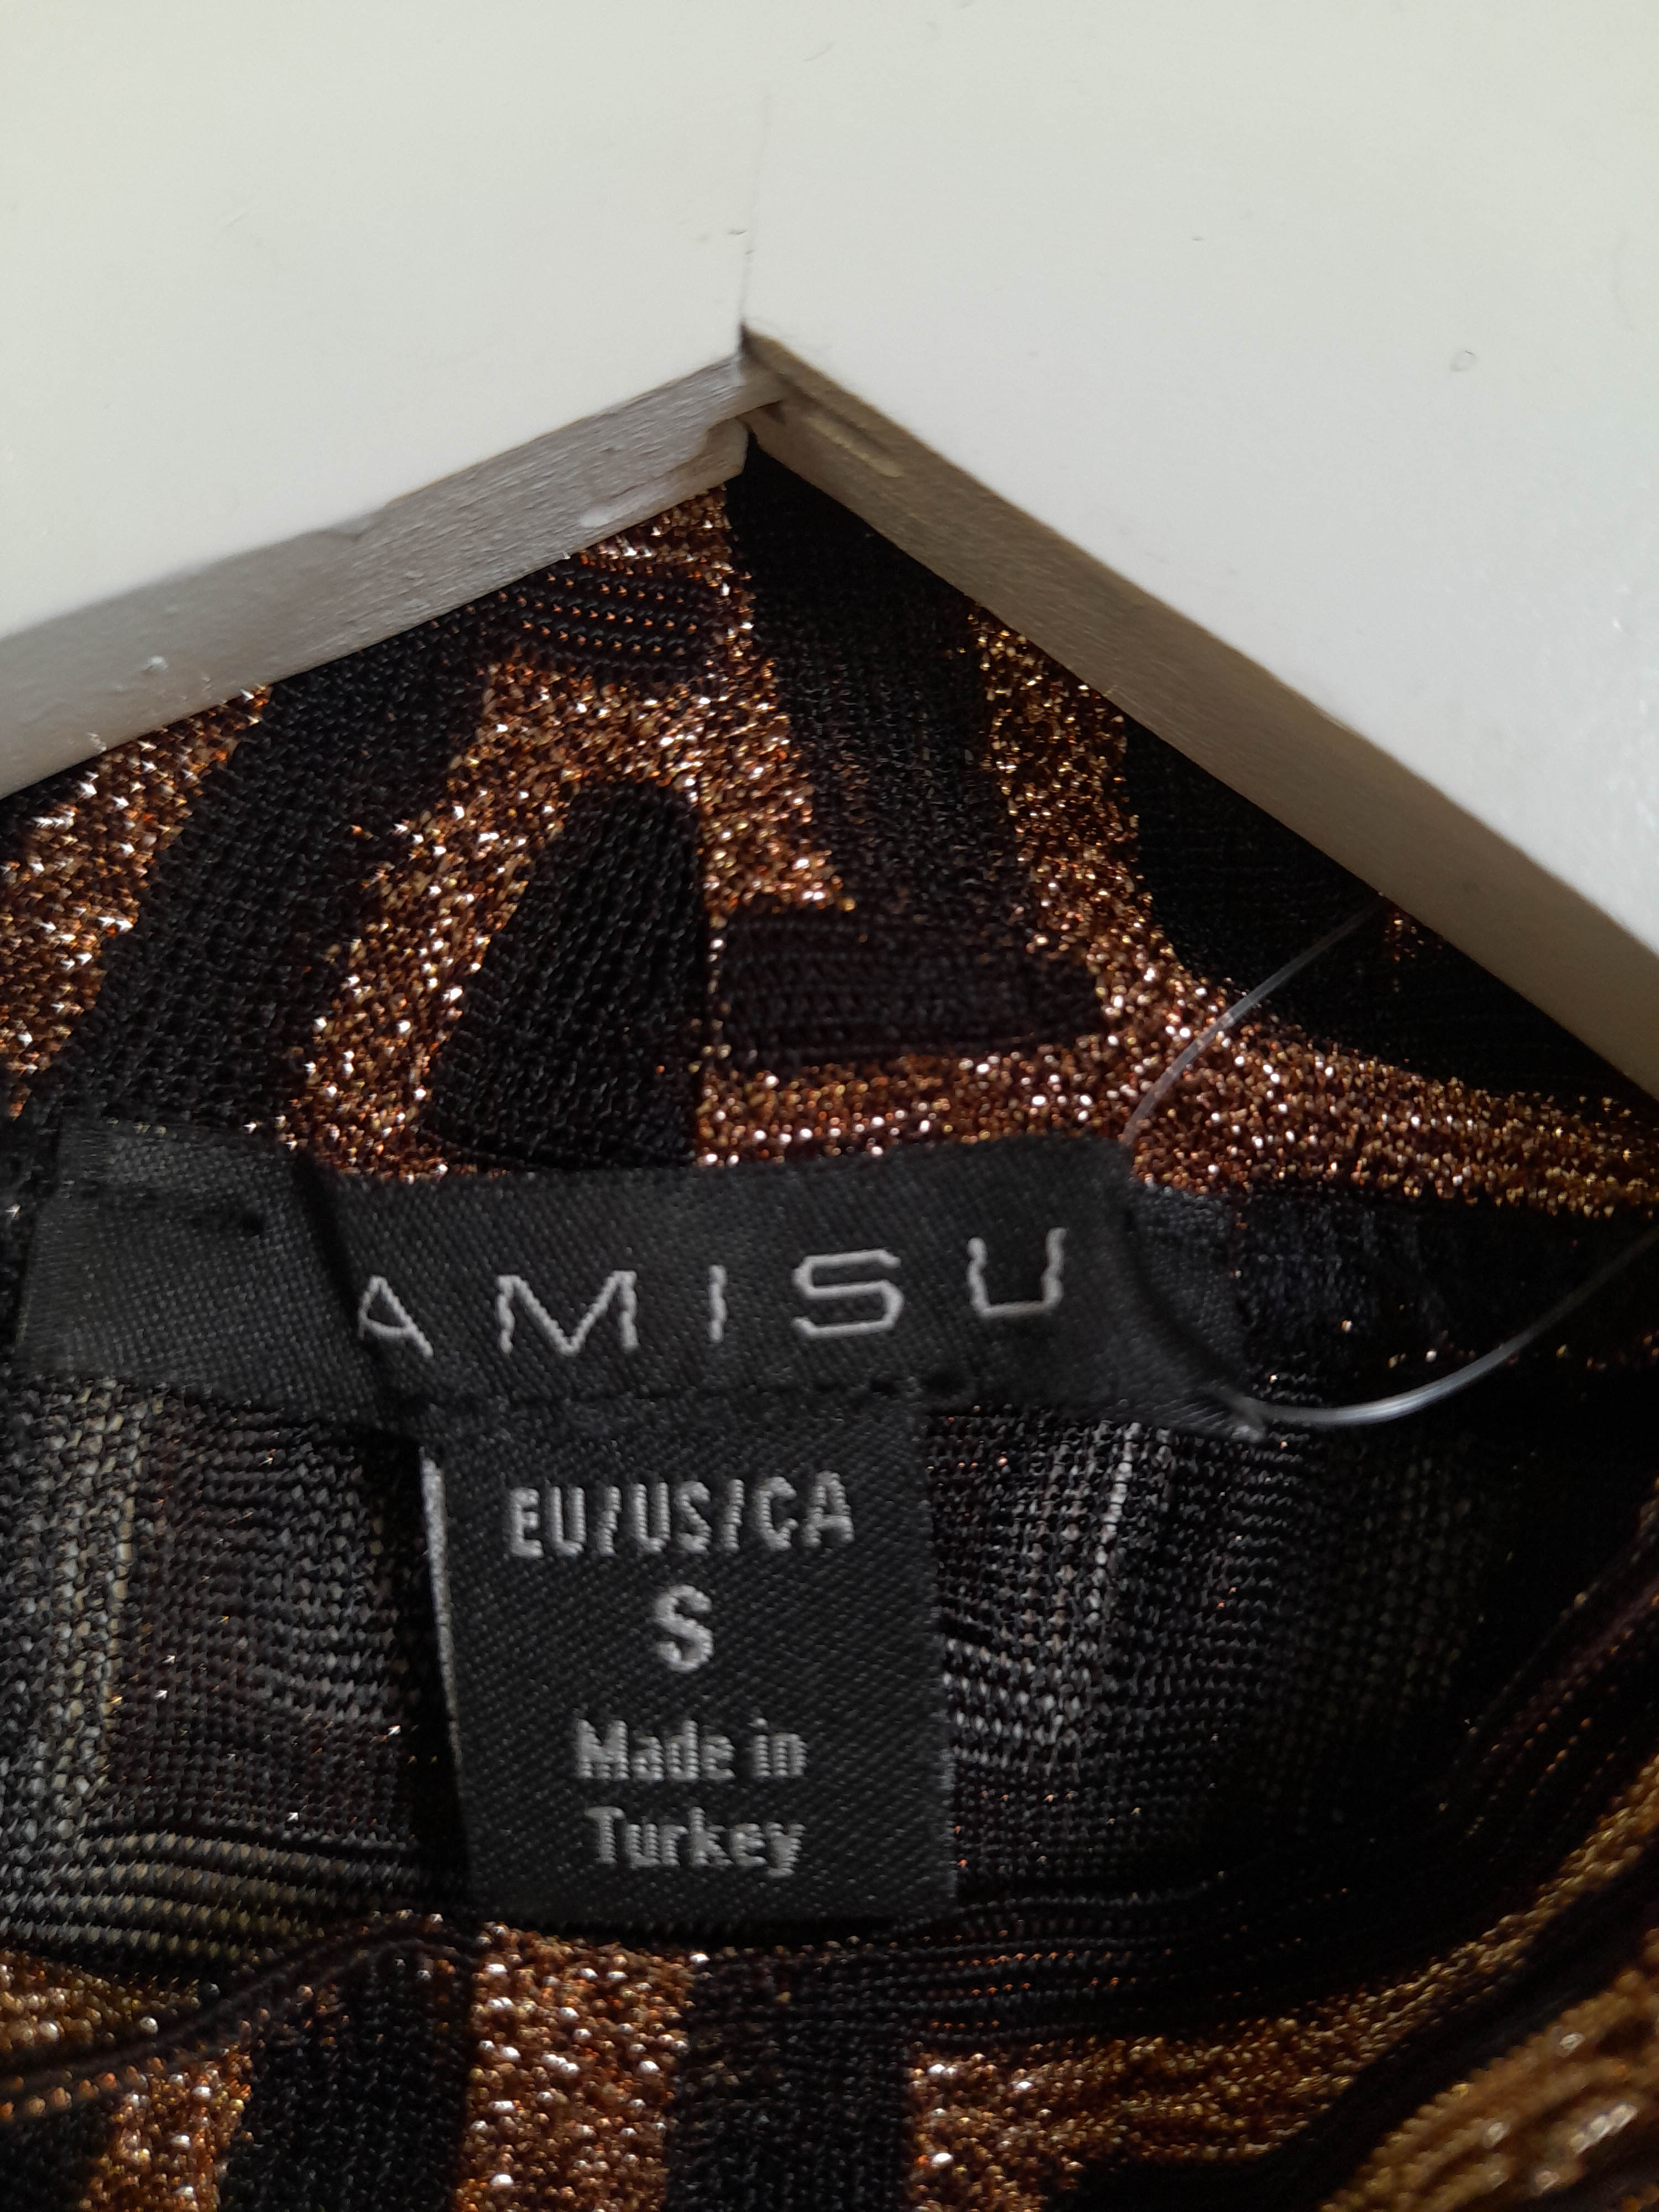 AMISU
EU/US/CA
S
Made in
Turkey